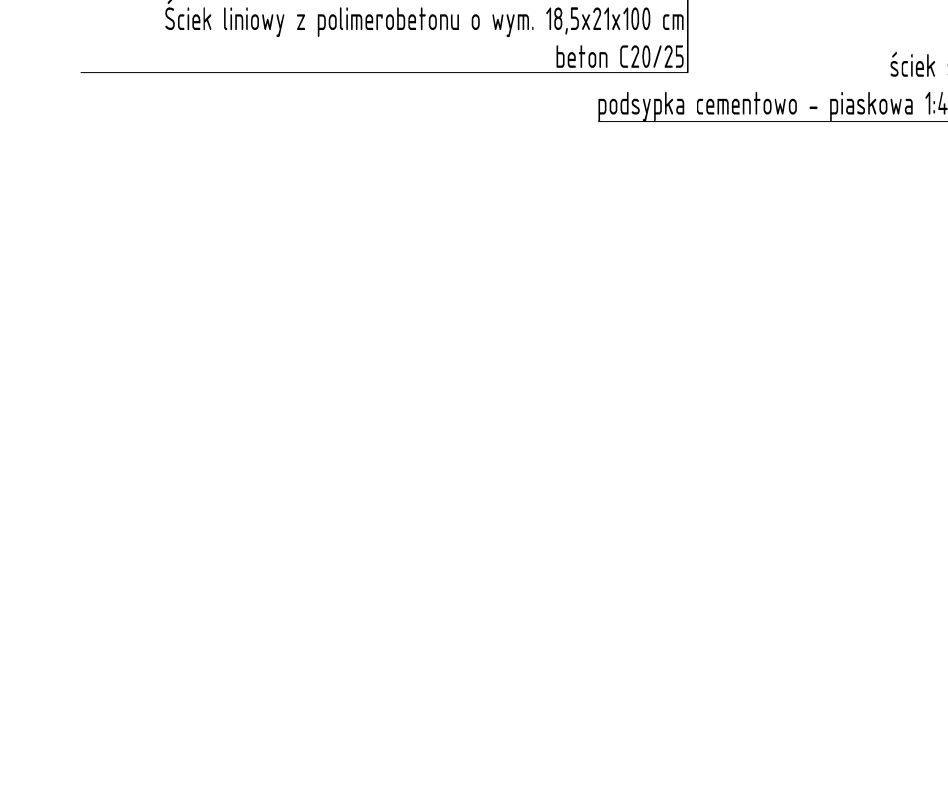 Ściek liniowy z polimerobetonu o wym. 18,5x21x100 cm
beton C20/25
ściek
podsypka cementowo - piaskowa 1:4